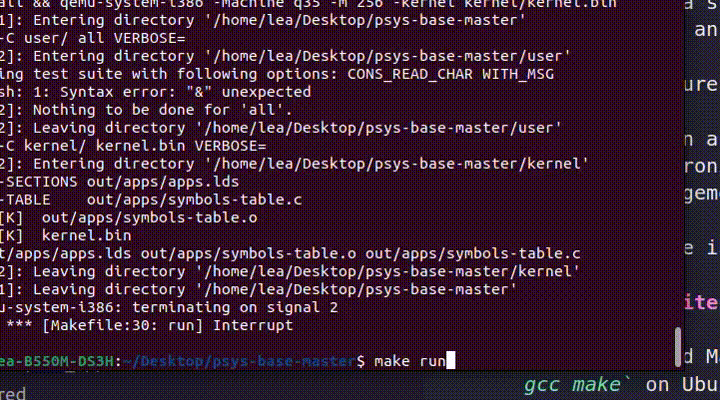 all && qemu-system-i386 -machine q35 -m 256 -kernel kernel/kernel.bin
1]: Entering directory '/home/lea/Desktop/psys-base-master'
-C user/ all VERBOSE=
2]: Entering directory '/home/lea/Desktop/psys-base-master/user'
ing test suite with following options: CONS_READ_CHAR WITH_MSG
sh: 1: Syntax error: "&" unexpected
2]: Nothing to be done for 'all'.
2]: Leaving directory '/home/lea/Desktop/psys-base-master/user'
-C kernel/ kernel.bin VERBOSE=
2]: Entering directory '/home/lea/Desktop/psys-base-master/kernel'
-SECTIONS out/apps/apps.lds
-TABLE    out/apps/symbols-table.c
[K]  out/apps/symbols-table.o
[K]  kernel.bin
t/apps/apps.lds out/apps/symbols-table.o out/apps/symbols-table.c
2]: Leaving directory '/home/lea/Desktop/psys-base-master/kernel'
1]: Leaving directory '/home/lea/Desktop/psys-base-master'
u-system-i386: terminating on signal 2
*** [Makefile:30: run] Interrupt
ea-B550M-DS3H:~/Desktop/psys-base-master$ make run
a s
an
ure
n a
ron
geme
e i
ite
d Ma
gcc make` on Ubu
red